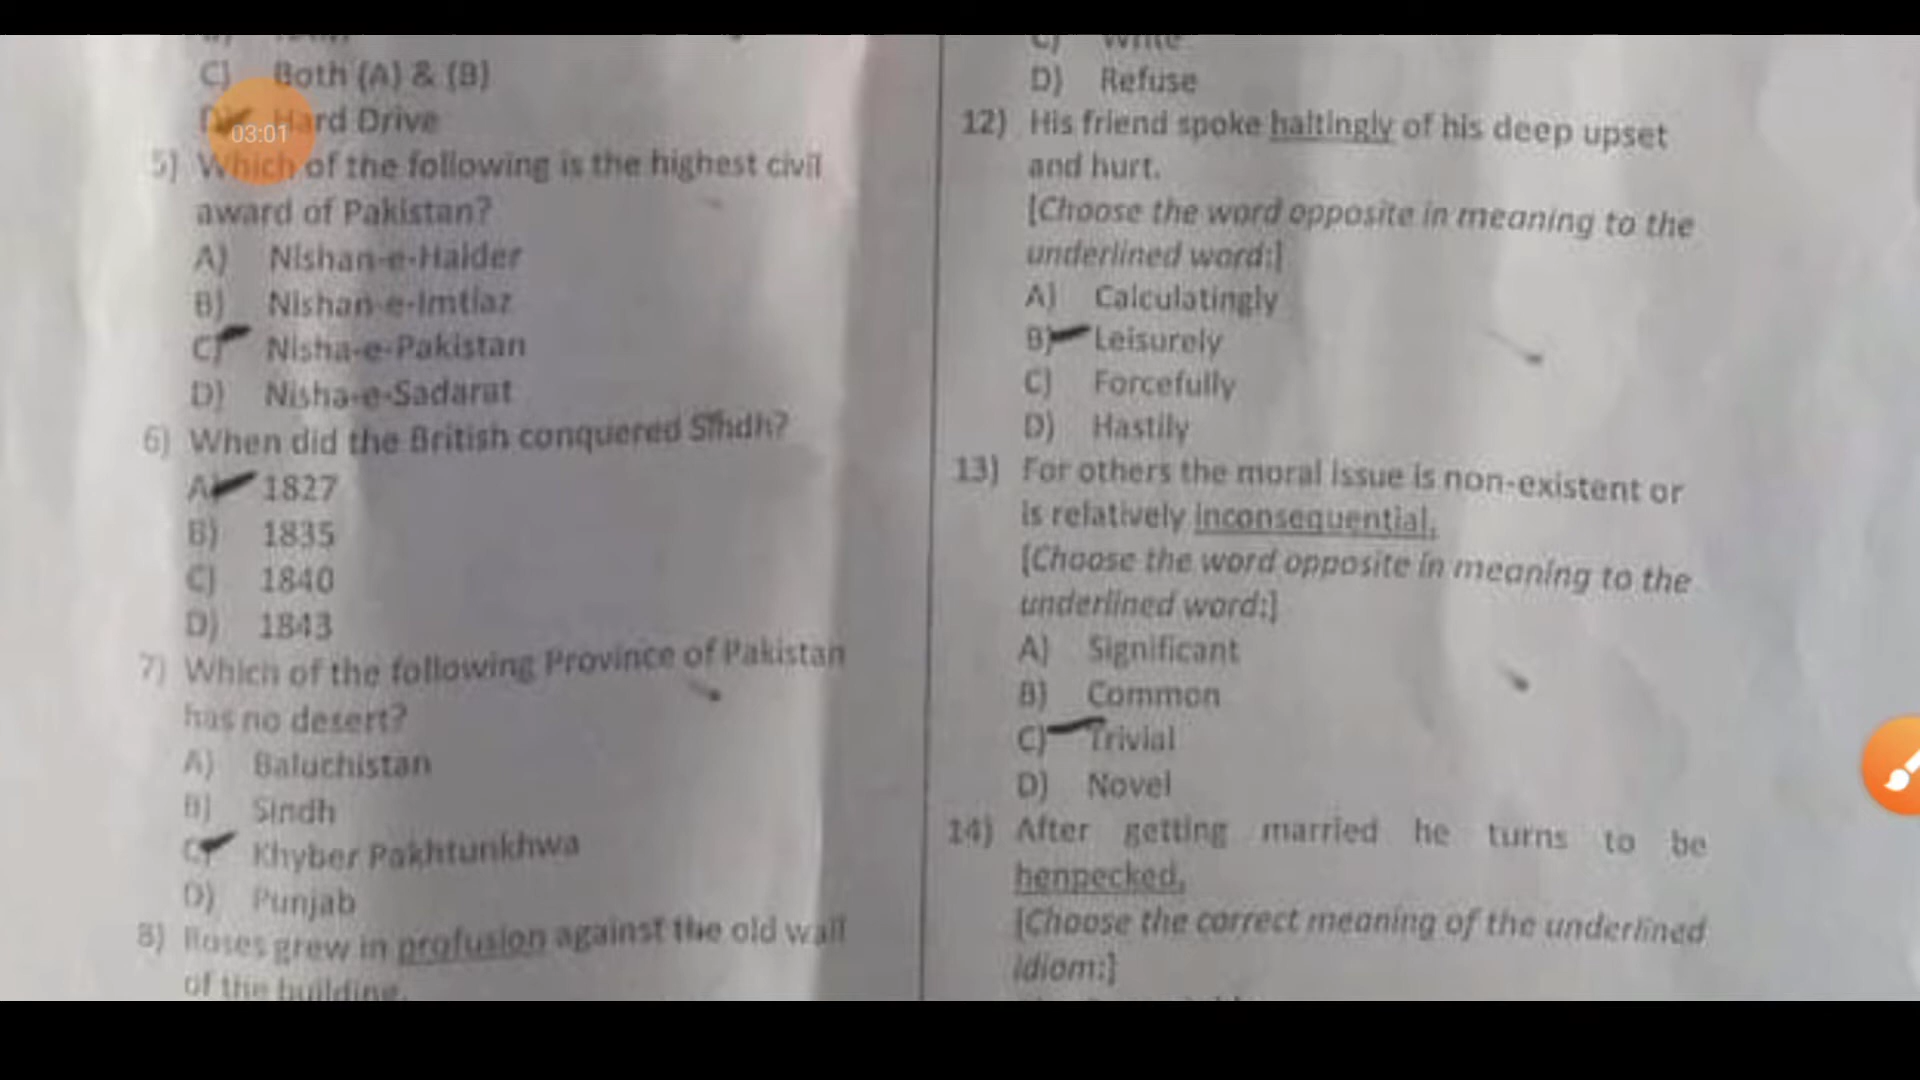 C) Both (A) & (B)
Hard Drive
03:01
5) Which of the following is the highest civil
award of Pakistan?
A) Nishan-e-Haider
B) Nishan-e-Imtiaz
C) Nisha-e-Pakistan
D) Nisha-e-Sadarat
6) When did the British conquered Sindh?
A) 1827
B) 1835
C) 1840
D) 1843
7) Which of the following Province of Pakistan
has no desert?
A) Baluchistan
B) Sindh
C) Khyber Pakhtunkhwa
D) Punjab
8) Roses grew in profusion against the old wall
of the building.
C) Write
D) Refuse
12) His friend spoke haltingly of his deep upset
and hurt.
[Choose the word opposite in meaning to the
underlined word:]
A) Calculatingly
B) Leisurely
C) Forcefully
D) Hastily
13) For others the moral issue is non-existent or
is relatively inconsequential.
[Choose the word opposite in meaning to the
underlined word:]
A) Significant
B) Common
C) Trivial
D) Novel
14) After getting married he turns to be
henpecked.
[Choose the correct meaning of the underlined
idiom:]